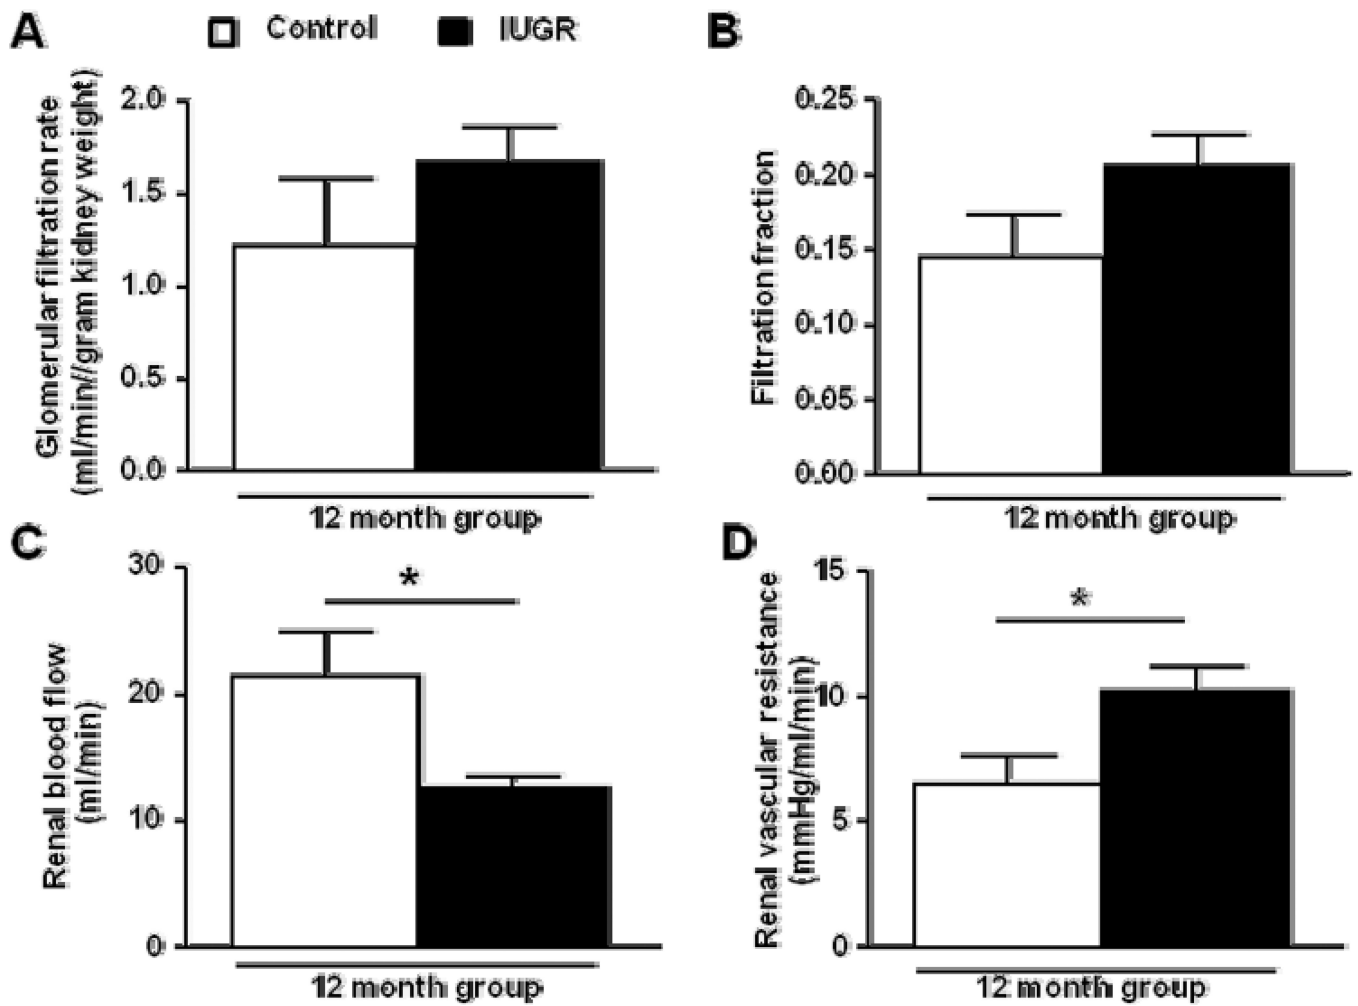 A
Control
IUGR
Glomerular filtration rate
(ml/min//gram kidney weight)
2.0
1.5
1.0
0.5
0.0
12 month group
B
Filtration fraction
0.25
0.20
0.15
0.10
0.05
0.00
12 month group
C
Renal blood flow
(ml/min)
30
20
10
0
*
12 month group
D
Renal vascular resistance
(mmHg/ml/min)
15
10
5
0
*
12 month group